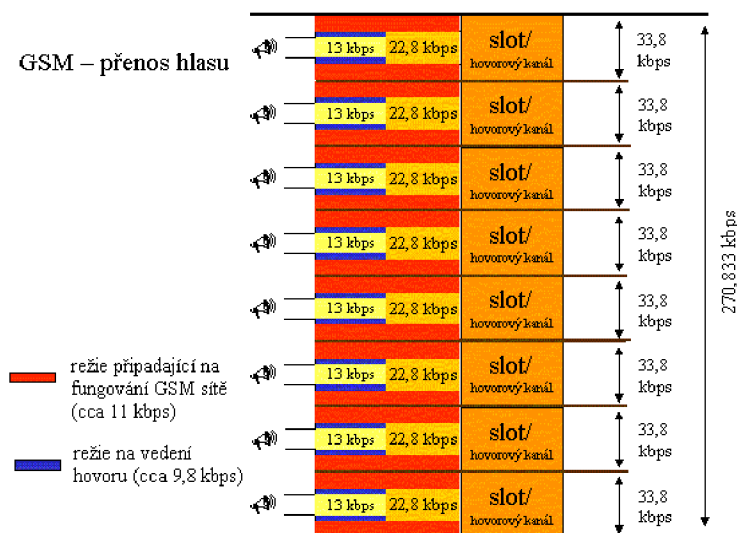 GSM – přenos hlasu
13 kbps 22,8 kbps slot/ hovorový kanál 33,8 kbps
13 kbps 22,8 kbps slot/ hovorový kanál 33,8 kbps
13 kbps 22,8 kbps slot/ hovorový kanál 33,8 kbps
13 kbps 22,8 kbps slot/ hovorový kanál 33,8 kbps
13 kbps 22,8 kbps slot/ hovorový kanál 33,8 kbps
13 kbps 22,8 kbps slot/ hovorový kanál 33,8 kbps
13 kbps 22,8 kbps slot/ hovorový kanál 33,8 kbps
13 kbps 22,8 kbps slot/ hovorový kanál 33,8 kbps
270,833 kbps
režie připadající na
fungování GSM sítě
(cca 11 kbps)
režie na vedení
hovoru (cca 9,8 kbps)